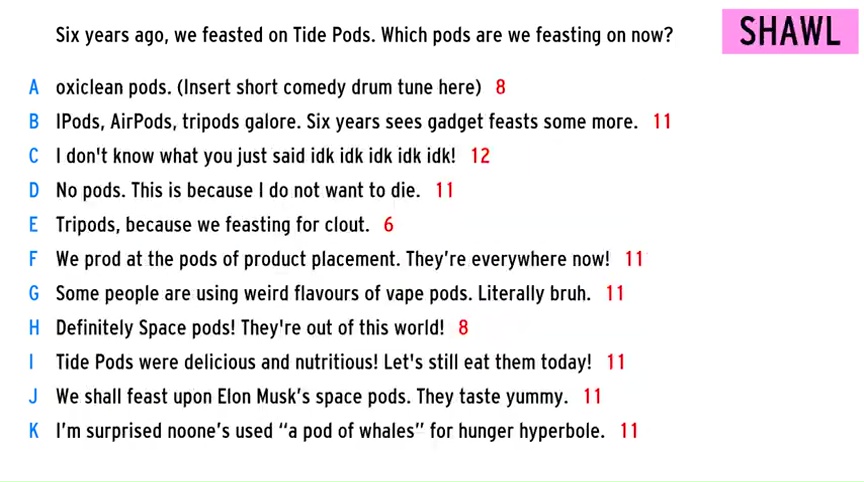 Six years ago, we feasted on Tide Pods. Which pods are we feasting on now?
SHAWL
A oxiclean pods. (Insert short comedy drum tune here) 8
B IPods, AirPods, tripods galore. Six years sees gadget feasts some more. 11
C I don't know what you just said idk idk idk idk idk! 12
D No pods. This is because I do not want to die. 11
E Tripods, because we feasting for clout. 6
F We prod at the pods of product placement. They’re everywhere now! 11
G Some people are using weird flavours of vape pods. Literally bruh. 11
H Definitely Space pods! They're out of this world! 8
I Tide Pods were delicious and nutritious! Let's still eat them today! 11
J We shall feast upon Elon Musk’s space pods. They taste yummy. 11
K I’m surprised noone’s used “a pod of whales” for hunger hyperbole. 11